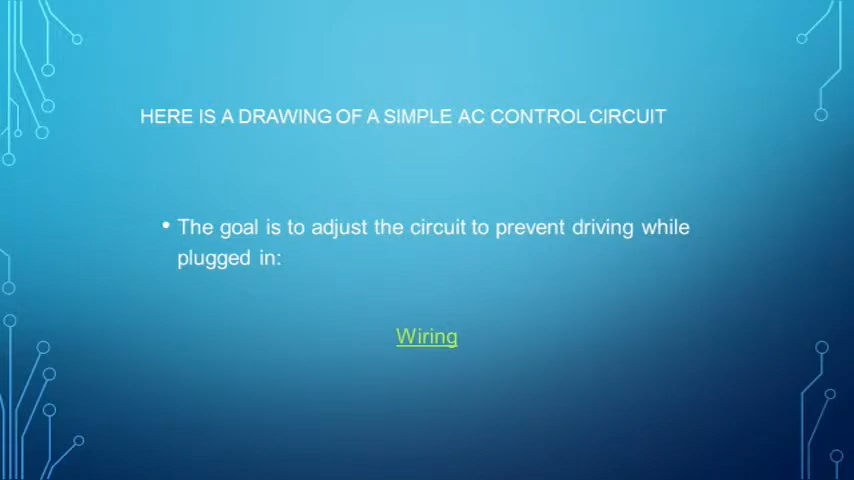 HERE IS A DRAWING OF A SIMPLE AC CONTROL CIRCUIT
• The goal is to adjust the circuit to prevent driving while
plugged in:
Wiring